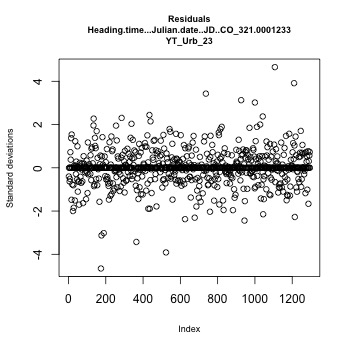 Residuals
Heading.time...Julian.date..JD..CO_321.0001233
YT_Urb_23
Standard deviations
4
2
0
-2
-4
0 200 400 600 800 1000 1200
Index